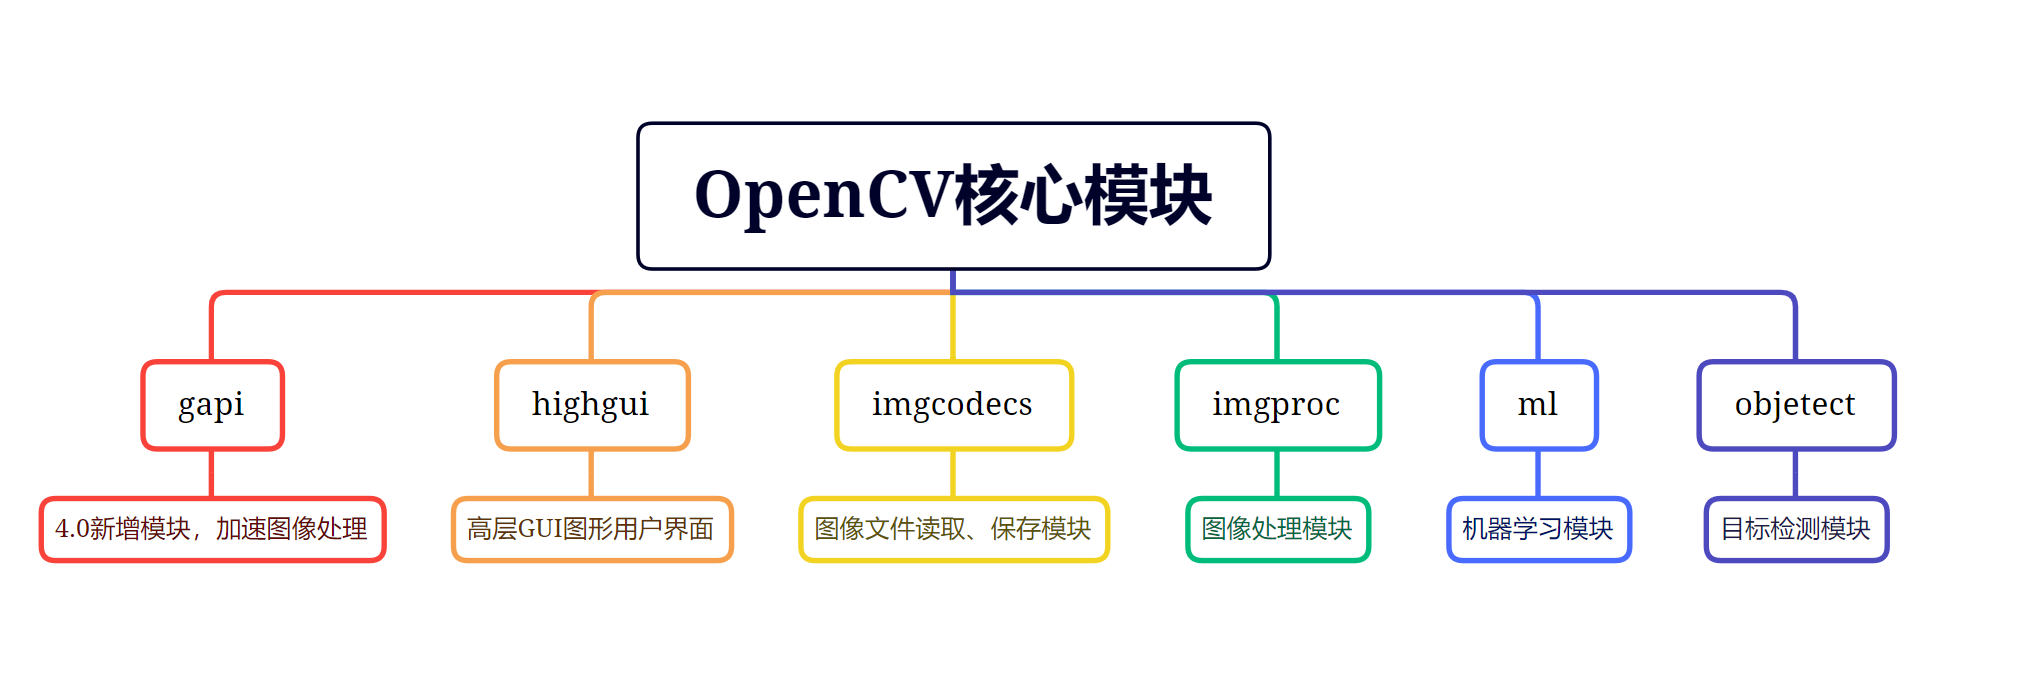 OpenCV核心模块
gapi
highgui
imgcodecs
imgproc
ml
objetect
4.0新增模块，加速图像处理
高层GUI图形用户界面
图像文件读取、保存模块
图像处理模块
机器学习模块
目标检测模块